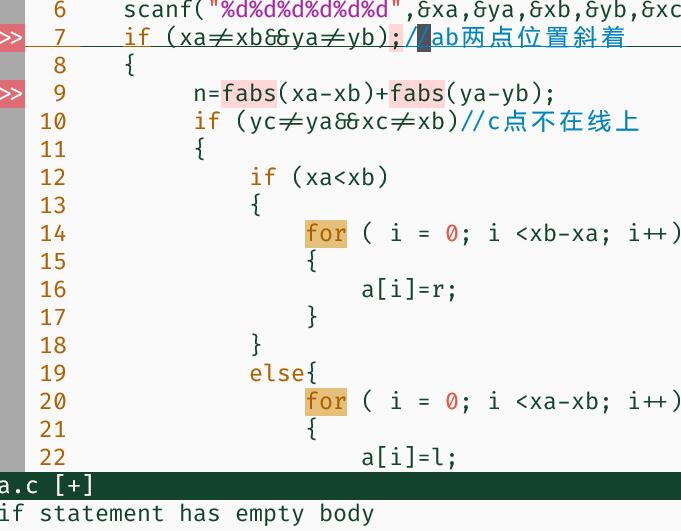 6 scanf("%d%d%d%d%d%d",&xa,&ya,&xb,&yb,&xc
>> 7 if (xa!=xb&&ya!=yb);//ab两点位置斜着
8 {
>> 9 n=fabs(xa-xb)+fabs(ya-yb);
10 if (yc!=ya&&xc!=xb)//c点不在线上
11 {
12 if (xa<xb)
13 {
14 for ( i = 0; i <xb-xa; i++)
15 {
16 a[i]=r;
17 }
18 }
19 else{
20 for ( i = 0; i <xa-xb; i++)
21 {
22 a[i]=l;
a.c [+]
if statement has empty body